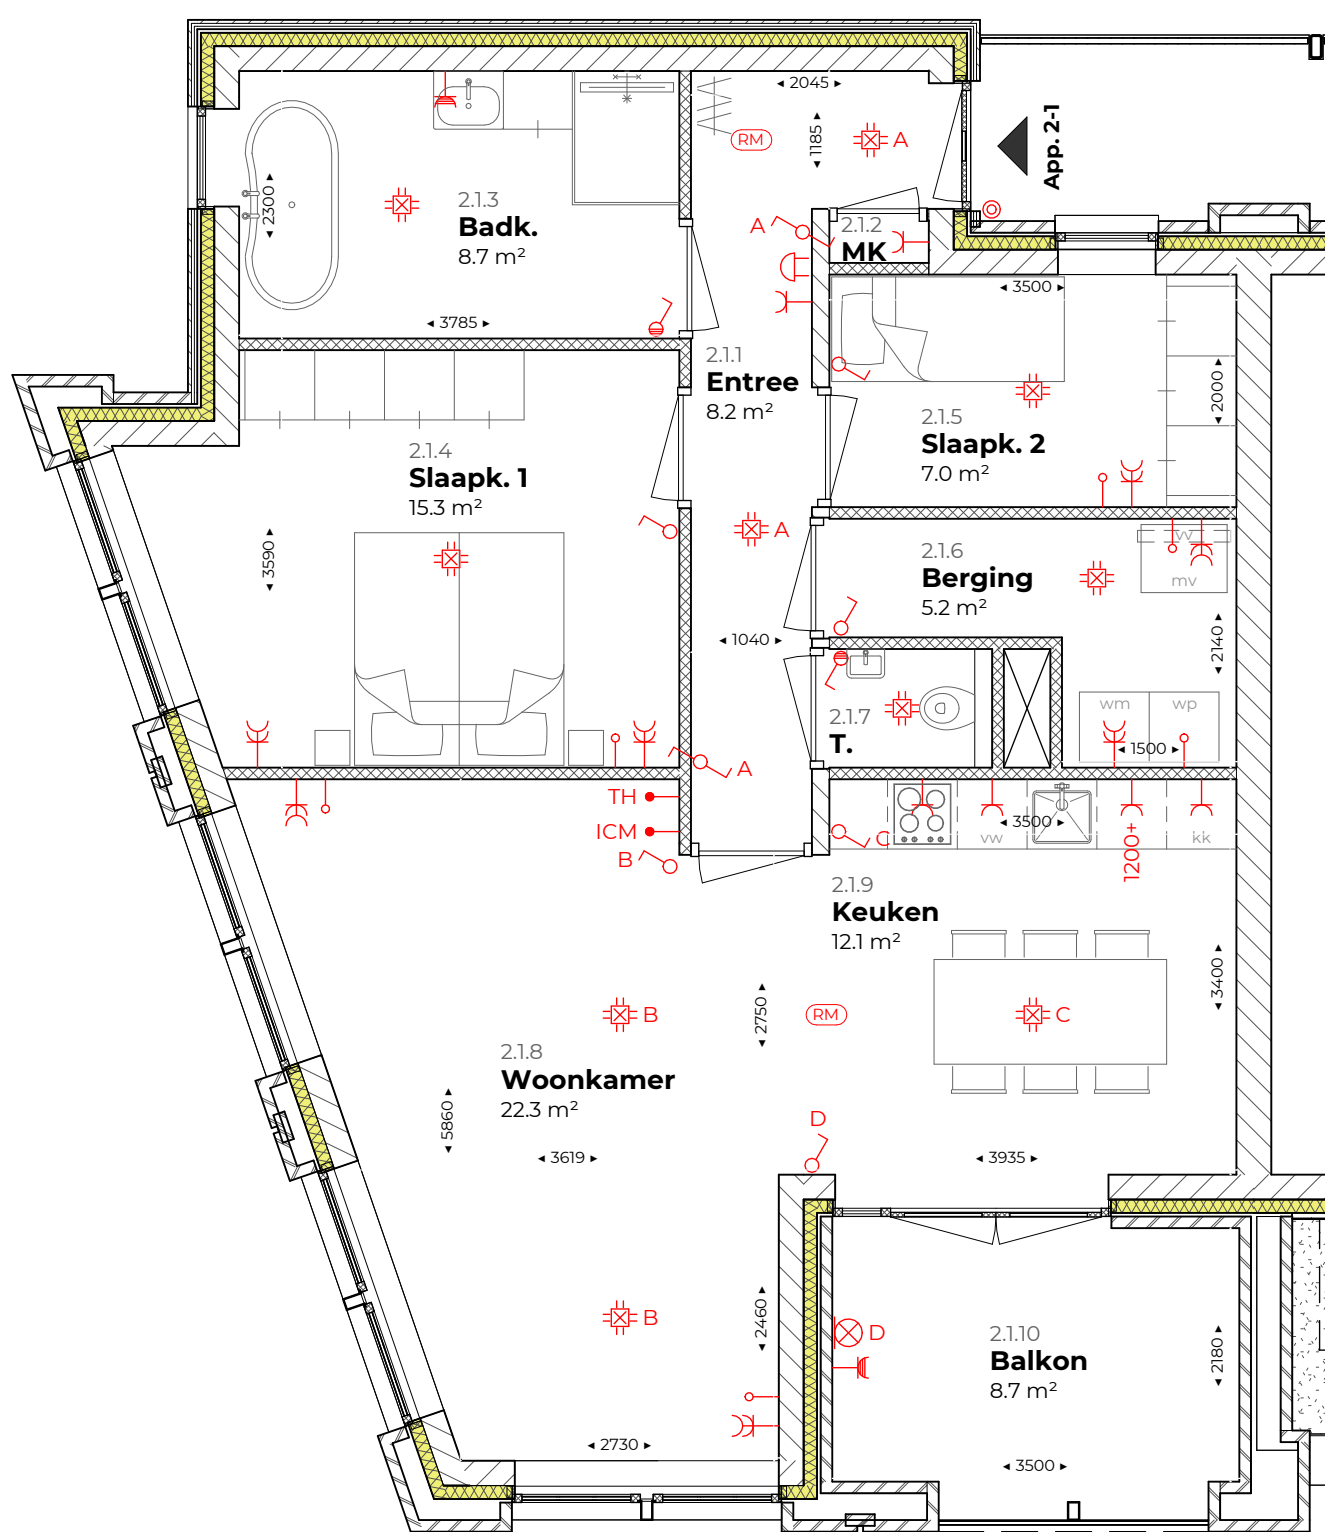 2045
1185
RM
A
App. 2-1
2300
2.1.3
Badk.
8.7 m²
A
2.1.2
MK
3500
3785
2.1.1
Entree
8.2 m²
2000
2.1.5
Slaapk. 2
7.0 m²
2.1.4
Slaapk. 1
15.3 m²
3590
A
2.1.6
Berging
5.2 m²
vv
mv
1040
2140
2.1.7
T.
wm
wp
1500
A
TH
ICM
B
C
vw
3500
1200+
kk
2.1.9
Keuken
12.1 m²
3400
2750
B
RM
C
2.1.8
Woonkamer
22.3 m²
5860
3619
D
3935
2460
B
D
2.1.10
Balkon
8.7 m²
2180
2730
3500